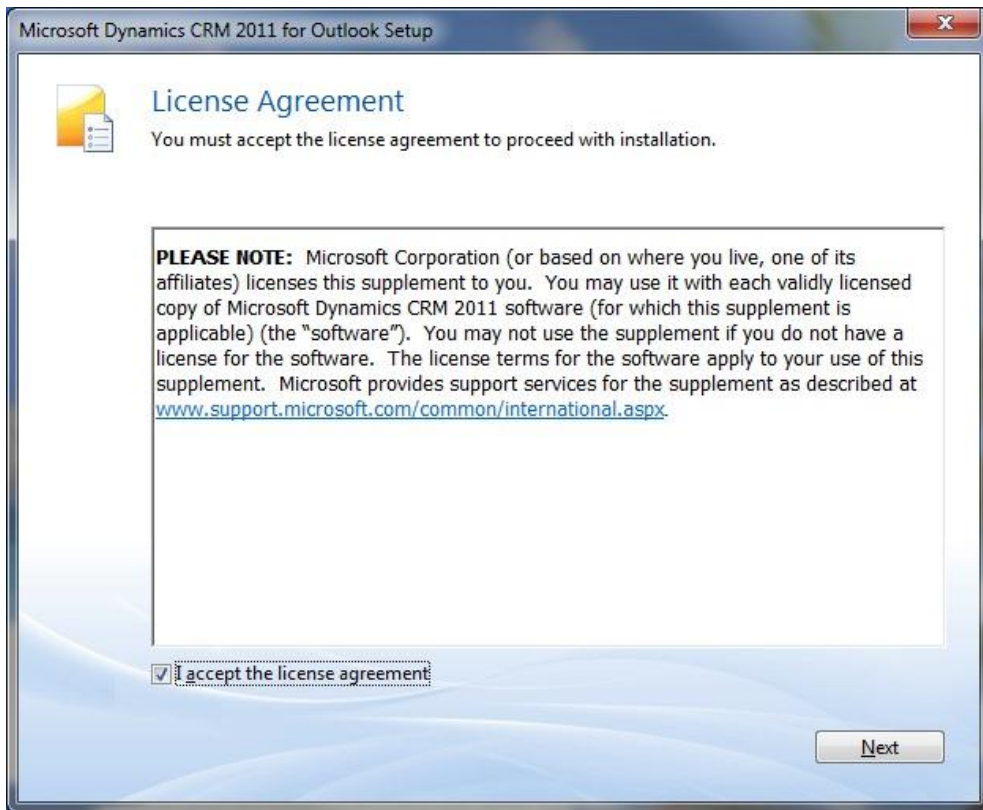 Microsoft Dynamics CRM 2011 for Outlook Setup
License Agreement
You must accept the license agreement to proceed with installation.
PLEASE NOTE:  Microsoft Corporation (or based on where you live, one of its
affiliates) licenses this supplement to you.  You may use it with each validly licensed
copy of Microsoft Dynamics CRM 2011 software (for which this supplement is
applicable) (the “software”).  You may not use the supplement if you do not have a
license for the software.  The license terms for the software apply to your use of this
supplement.  Microsoft provides support services for the supplement as described at
www.support.microsoft.com/common/international.aspx.
I accept the license agreement
Next